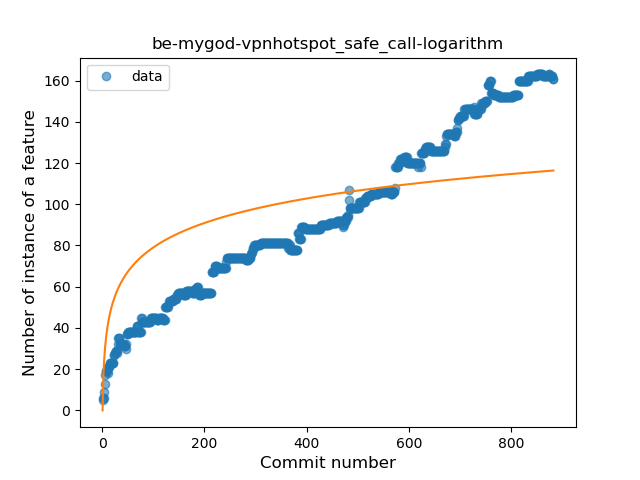 be-mygod-vpnhotspot_safe_call-logarithm
data
Number of instance of a feature
160
140
120
100
80
60
40
20
0
0 200 400 600 800
Commit number